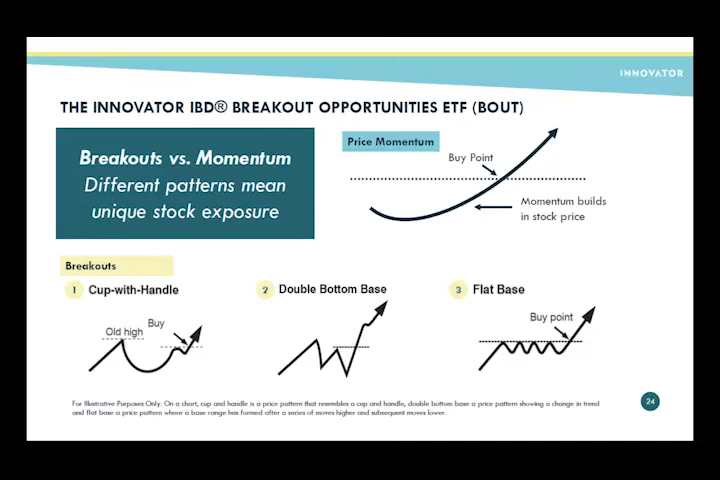 INNOVATOR
THE INNOVATOR IBD® BREAKOUT OPPORTUNITIES ETF (BOUT)
Breakouts vs. Momentum
Different patterns mean
unique stock exposure
Price Momentum
Buy Point
Momentum builds
in stock price
Breakouts
1 Cup-with-Handle
Old high
Buy
2 Double Bottom Base
3 Flat Base
Buy point
For Illustrative Purposes Only. On a chart, cup and handle is a price pattern that resembles a cup and handle, double bottom base a price pattern showing a change in trend
and flat base a price pattern where a base range has formed after a series of moves higher and subsequent moves lower.
24